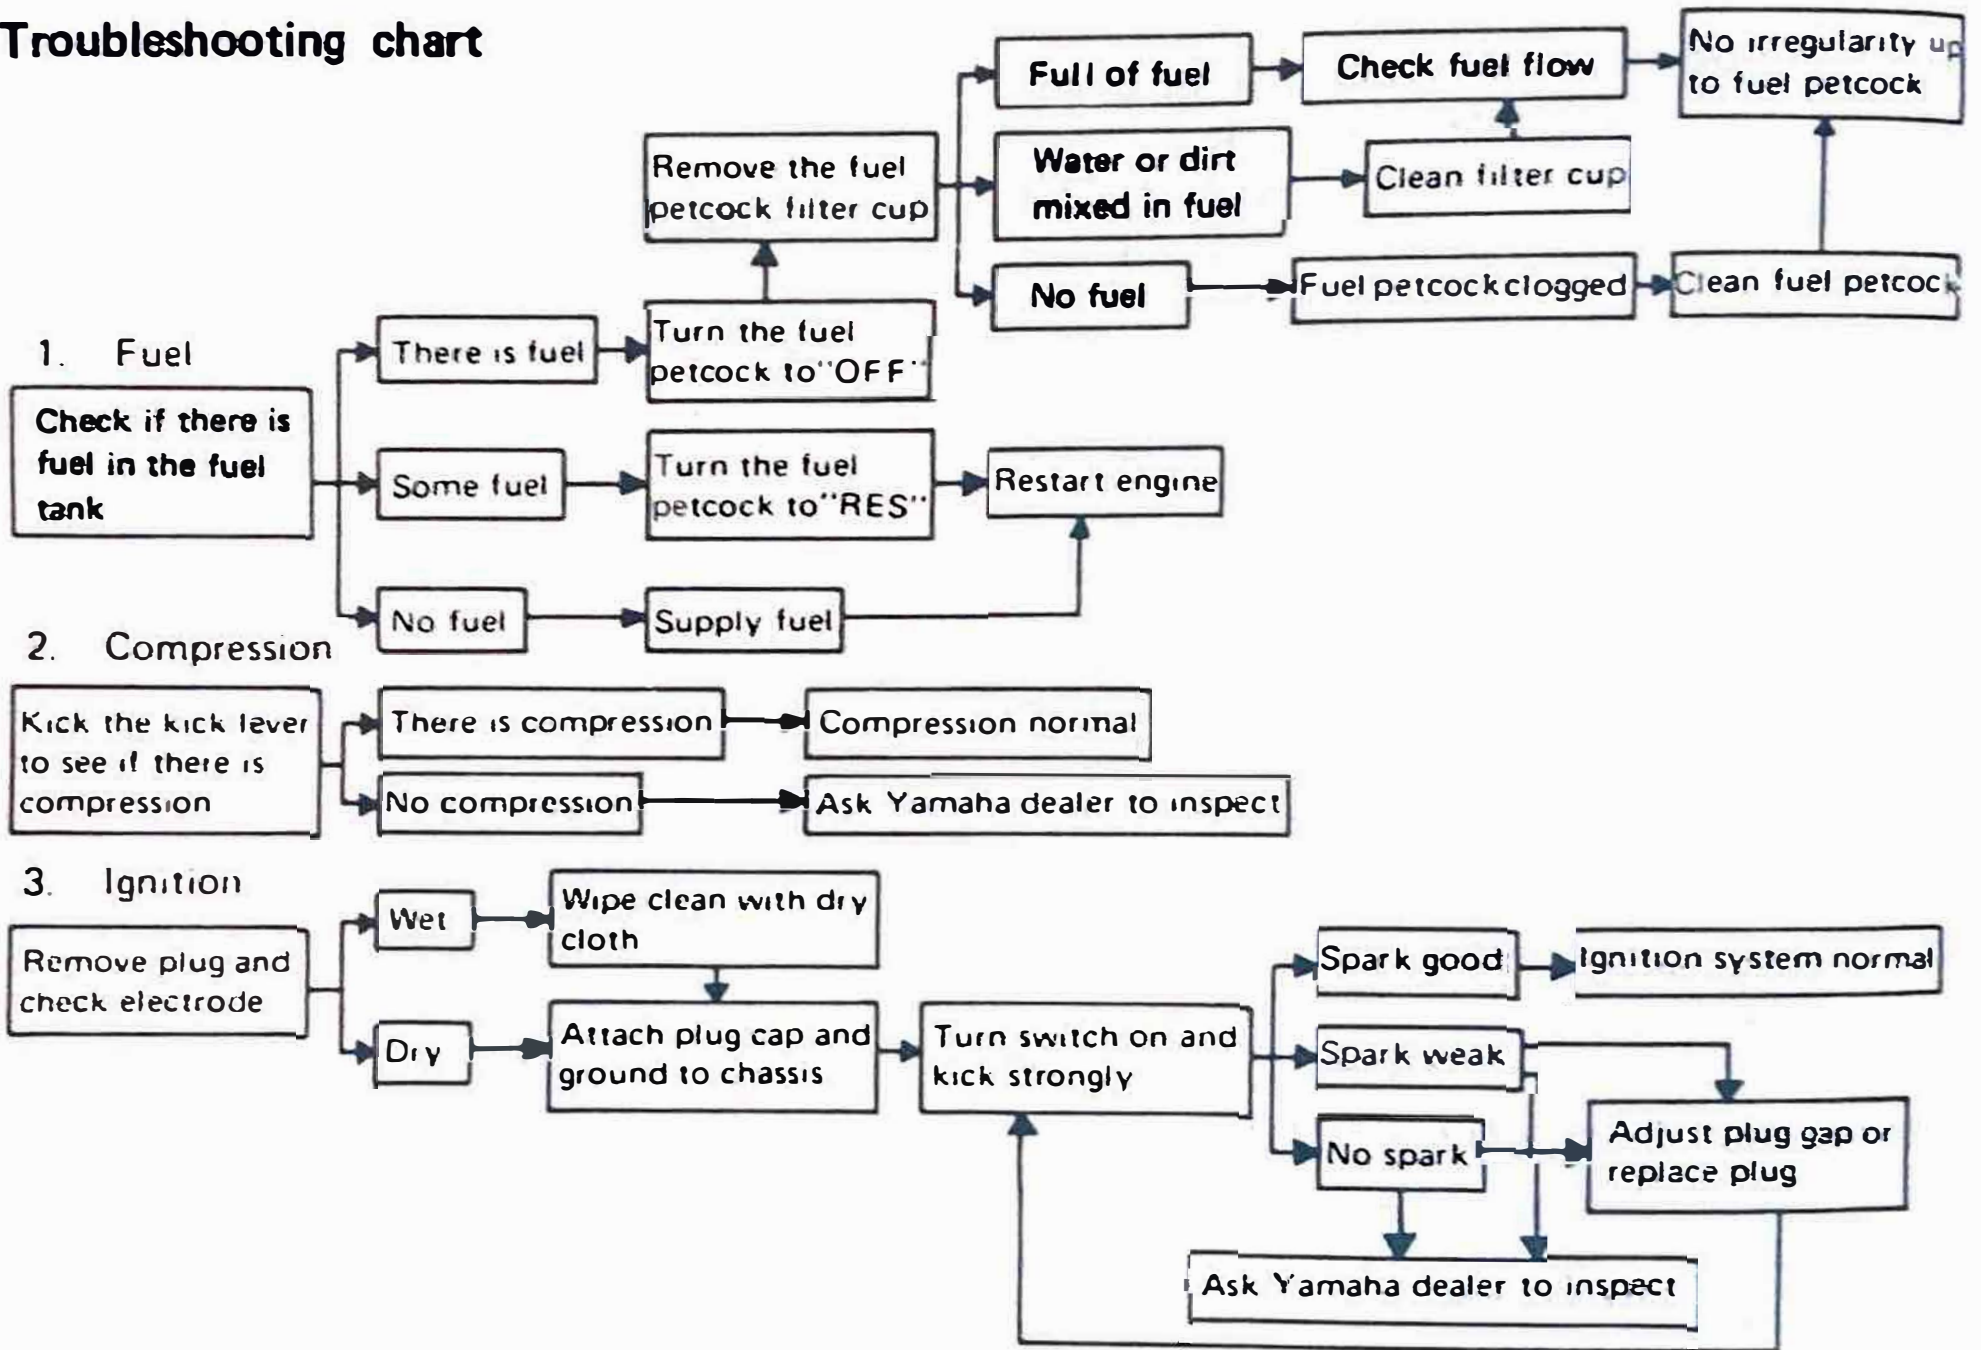 Troubleshooting chart
1. Fuel
Check if there is
fuel in the fuel
tank
There is fuel
Turn the fuel
petcock to "OFF"
Remove the fuel
petcock filter cup
Full of fuel
Check fuel flow
No irregularity up
to fuel petcock
Water or dirt
mixed in fuel
Clean filter cup
No fuel
Fuel petcock clogged
Clean fuel petcock
Some fuel
Turn the fuel
petcock to "RES"
Restart engine
No fuel
Supply fuel
2. Compression
Kick the kick lever
to see if there is
compression
There is compression
Compression normal
No compression
Ask Yamaha dealer to inspect
3. Ignition
Remove plug and
check electrode
Wet
Wipe clean with dry
cloth
Dry
Attach plug cap and
ground to chassis
Turn switch on and
kick strongly
Spark good
Ignition system normal
Spark weak
No spark
Adjust plug gap or
replace plug
Ask Yamaha dealer to inspect